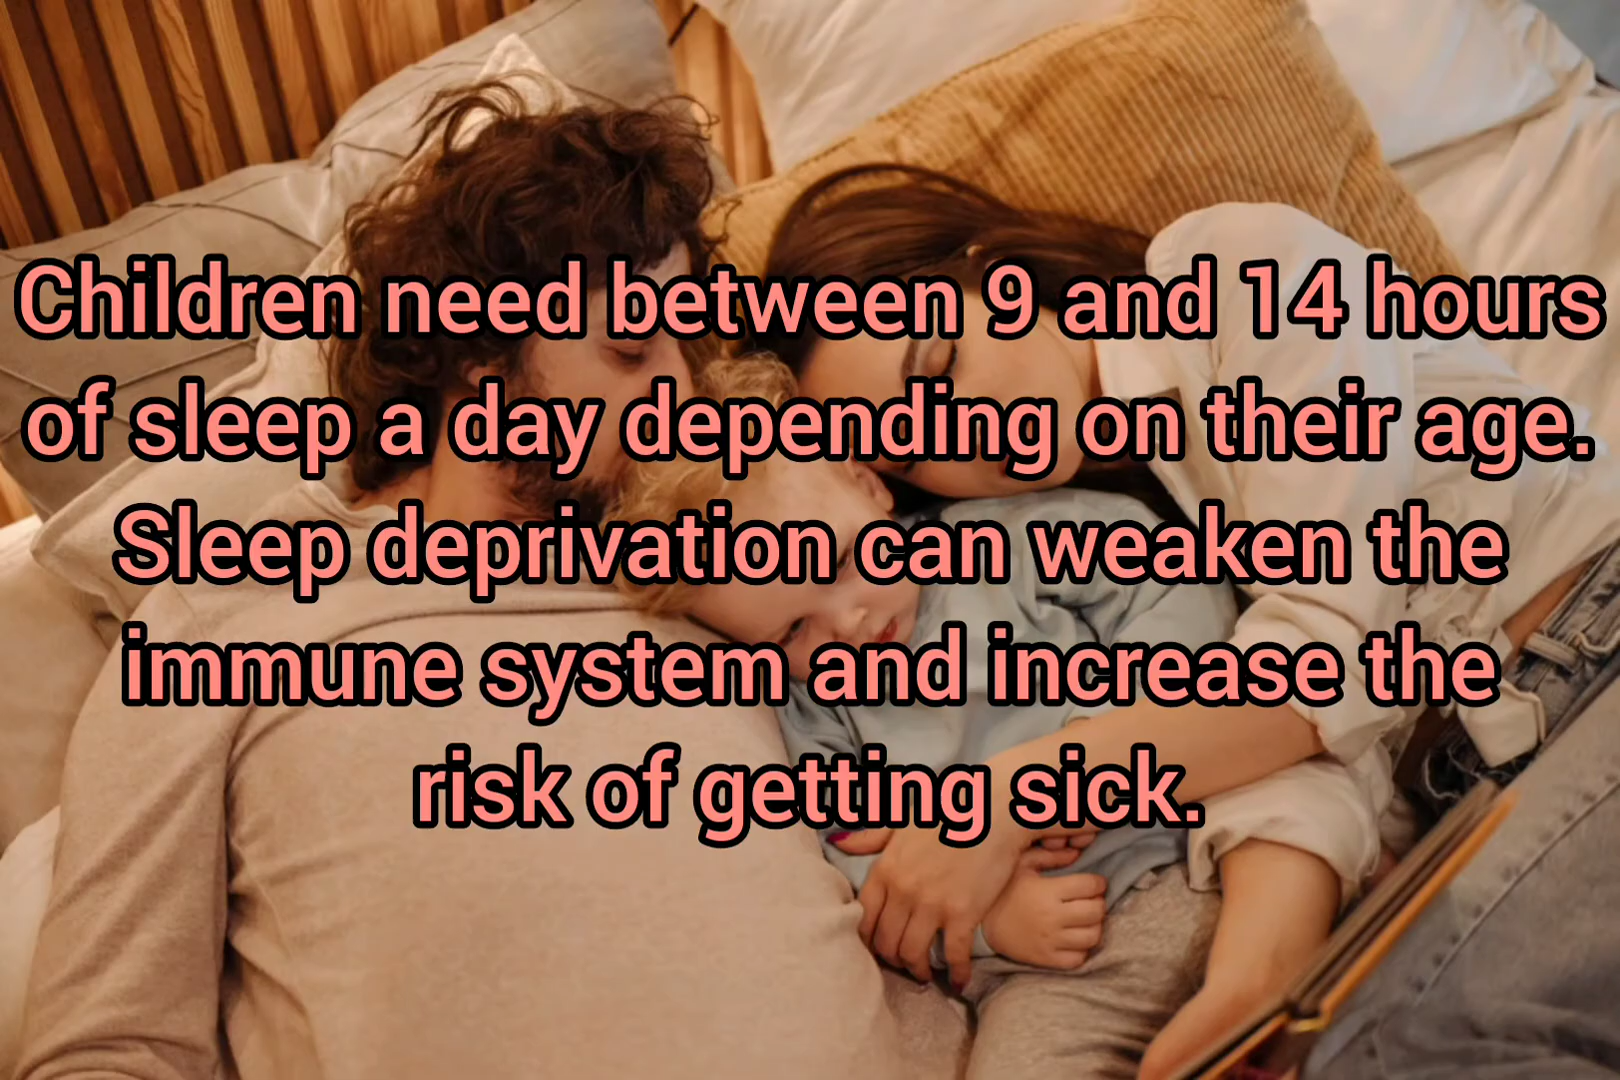 Children need between 9 and 14 hours
of sleep a day depending on their age.
Sleep deprivation can weaken the
immune system and increase the
risk of getting sick.